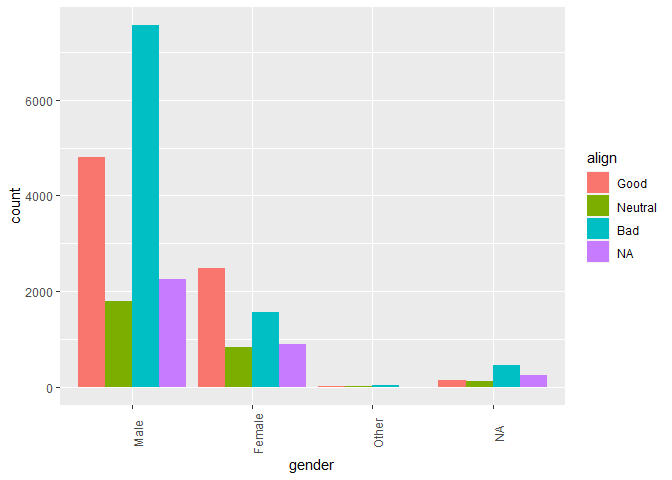 6000
4000
2000
0
count
Male
Female
Other
NA
gender
align
Good
Neutral
Bad
NA